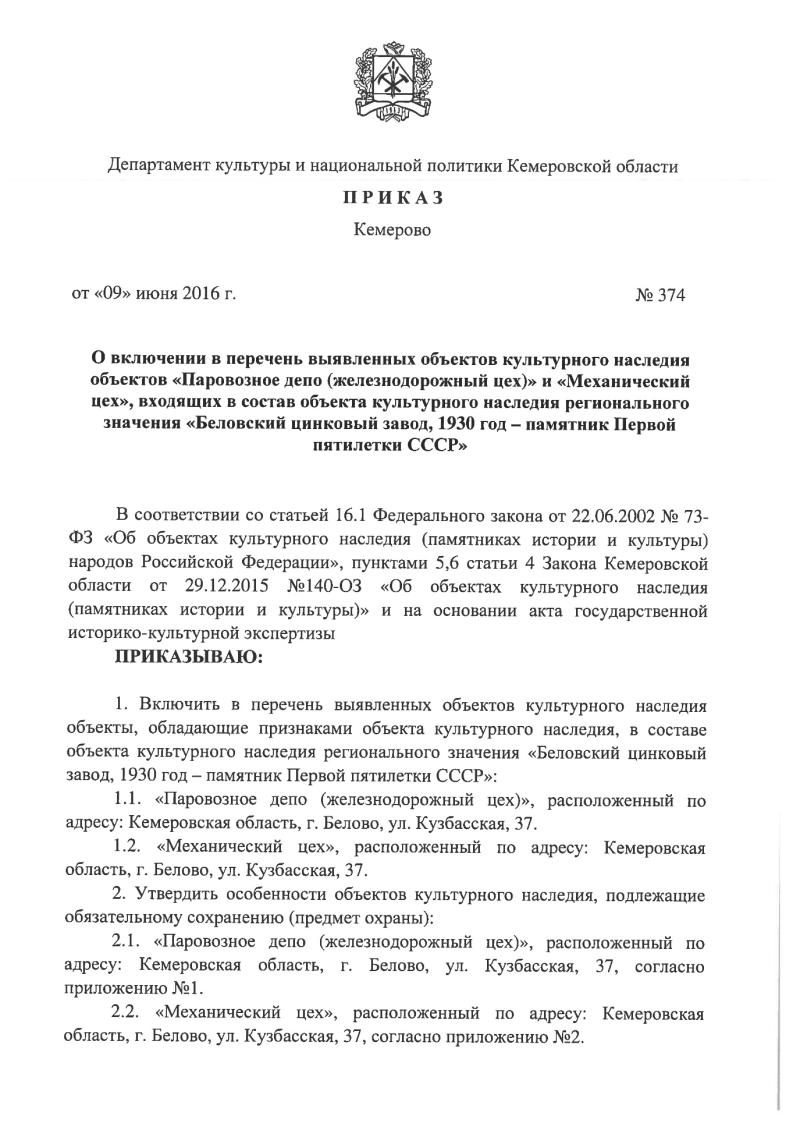 Департамент культуры и национальной политики Кемеровской области
П Р И К А З
Кемерово
от «09» июня 2016 г.
№ 374
О включении в перечень выявленных объектов культурного наследия
объектов «Паровозное депо (железнодорожный цех)» и «Механический
цех», входящих в состав объекта культурного наследия регионального
значения «Беловский цинковый завод, 1930 год – памятник Первой
пятилетки СССР»
В соответствии со статьей 16.1 Федерального закона от 22.06.2002 № 73-
ФЗ «Об объектах культурного наследия (памятниках истории и культуры)
народов Российской Федерации», пунктами 5,6 статьи 4 Закона Кемеровской
области от 29.12.2015 №140-ОЗ «Об объектах культурного наследия
(памятниках истории и культуры)» и на основании акта государственной
историко-культурной экспертизы
ПРИКАЗЫВАЮ:
1. Включить в перечень выявленных объектов культурного наследия
объекты, обладающие признаками объекта культурного наследия, в составе
объекта культурного наследия регионального значения «Беловский цинковый
завод, 1930 год – памятник Первой пятилетки СССР»:
1.1. «Паровозное депо (железнодорожный цех)», расположенный по
адресу: Кемеровская область, г. Белово, ул. Кузбасская, 37.
1.2. «Механический цех», расположенный по адресу: Кемеровская
область, г. Белово, ул. Кузбасская, 37.
2. Утвердить особенности объектов культурного наследия, подлежащие
обязательному сохранению (предмет охраны):
2.1. «Паровозное депо (железнодорожный цех)», расположенный по
адресу: Кемеровская область, г. Белово, ул. Кузбасская, 37, согласно
приложению №1.
2.2. «Механический цех», расположенный по адресу: Кемеровская
область, г. Белово, ул. Кузбасская, 37, согласно приложению №2.